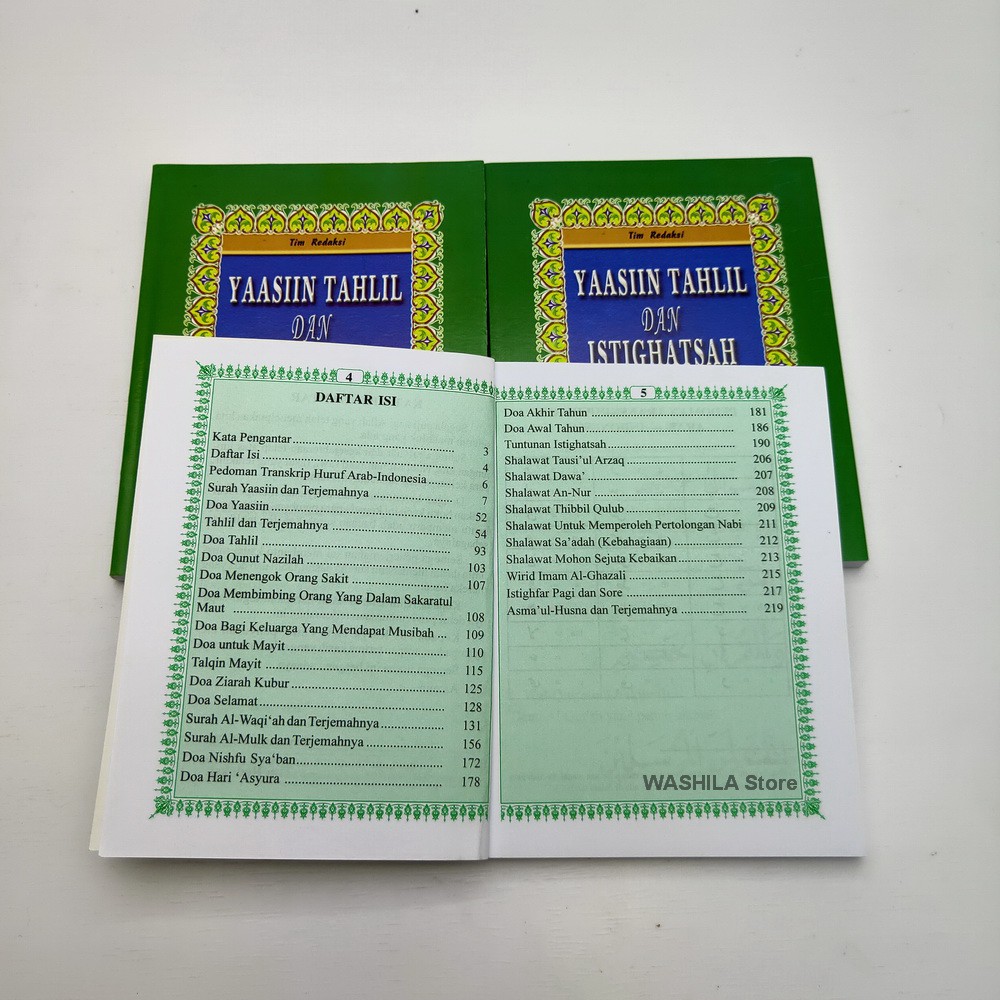 Tim Redaksi
YAASIIN TAHLIL
DAN
Tim Redaksi
YAASIIN TAHLIL
DAN
ISTIGHATSAH
4
DAFTAR ISI
Kata Pengantar 3
Daftar Isi 4
Pedoman Transkrip Huruf Arab-Indonesia 6
Surah Yaasiin dan Terjemahnya 7
Doa Yaasiin 52
Tahlil dan Terjemahnya 54
Doa Tahlil 93
Doa Qunut Nazilah 103
Doa Menengok Orang Sakit 107
Doa Membimbing Orang Yang Dalam Sakaratul
Maut 108
Doa Bagi Keluarga Yang Mendapat Musibah 109
Doa untuk Mayit 110
Talqin Mayit 115
Doa Ziarah Kubur 125
Doa Selamat 128
Surah Al-Waqi‘ah dan Terjemahnya 131
Surah Al-Mulk dan Terjemahnya 156
Doa Nishfu Sya‘ban 172
Doa Hari ‘Asyura 178
5
Doa Akhir Tahun 181
Doa Awal Tahun 186
Tuntunan Istighatsah 190
Shalawat Tausi’ul Arzaq 206
Shalawat Dawa’ 207
Shalawat An-Nur 208
Shalawat Thibbil Qulub 209
Shalawat Untuk Memperoleh Pertolongan Nabi 211
Shalawat Sa’adah (Kebahagiaan) 212
Shalawat Mohon Sejuta Kebaikan 213
Wirid Imam Al-Ghazali 215
Istighfar Pagi dan Sore 217
Asma’ul-Husna dan Terjemahnya 219
WASHILA Store